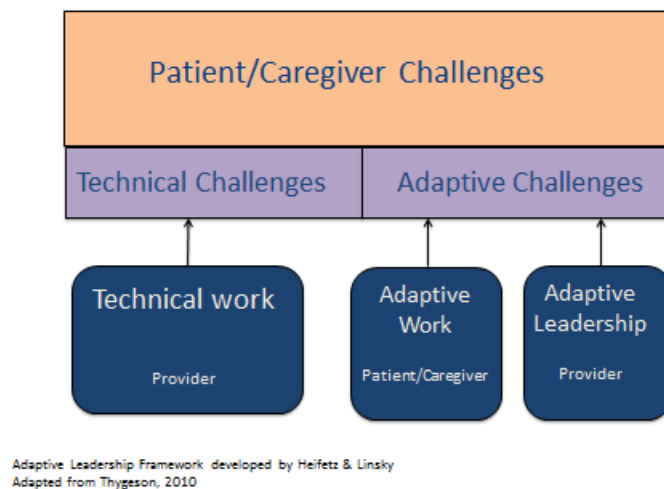 Patient/Caregiver Challenges
Technical Challenges
Adaptive Challenges
Technical work
Provider
Adaptive
Work
Patient/Caregiver
Adaptive
Leadership
Provider
Adaptive Leadership Framework developed by Heifetz & Linsky
Adapted from Thygeson, 2010